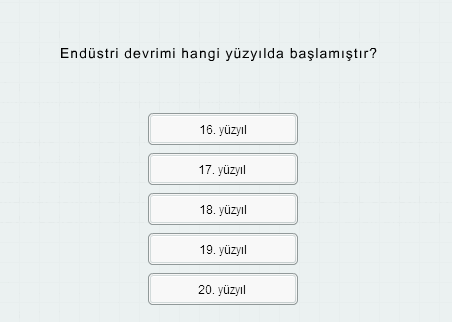 Endüstri devrimi hangi yüzyılda başlamıştır?
16. yüzyıl
17. yüzyıl
18. yüzyıl
19. yüzyıl
20. yüzyıl